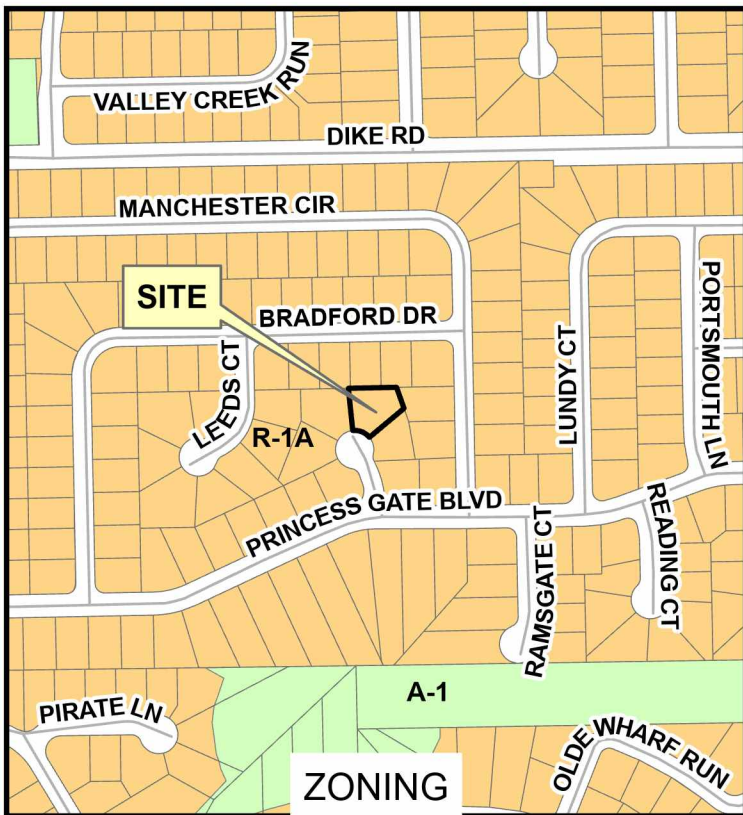 VALLEY CREEK RUN
DIKE RD
MANCHESTER CIR
SITE
BRADFORD DR
LEEDS CT
R-1A
LUNDY CT
PORTSMOUTH LN
PRINCESS GATE BLVD
RAMSGATE CT
READING CT
A-1
PIRATE LN
OLDE WHARF RUN
ZONING